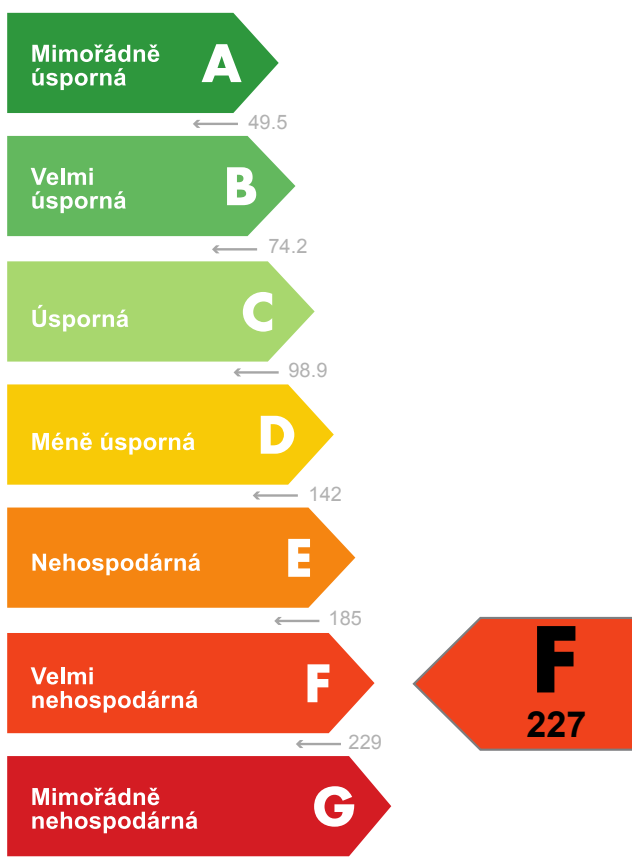 Mimořádně
úsporná
A
49.5
Velmi
úsporná
B
74.2
Úsporná
C
98.9
Méně úsporná
D
142
Nehospodárná
E
185
Velmi
nehospodárná
F
F
227
229
Mimořádně
nehospodárná
G